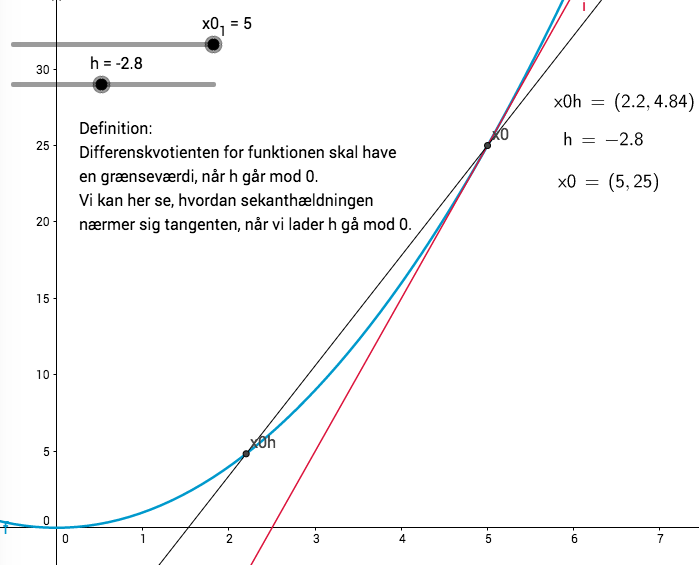 x0₁ = 5
h = -2.8
Definition:
Differenskvotienten for funktionen skal have
en grænseværdi, når h går mod 0.
Vi kan her se, hvordan sekanthældningen
nærmer sig tangenten, når vi lader h gå mod 0.
x0h = (2.2, 4.84)
h = −2.8
x0 = (5, 25)
x0
x0h
f
30
25
20
15
10
5
0
0 1 2 3 4 5 6 7